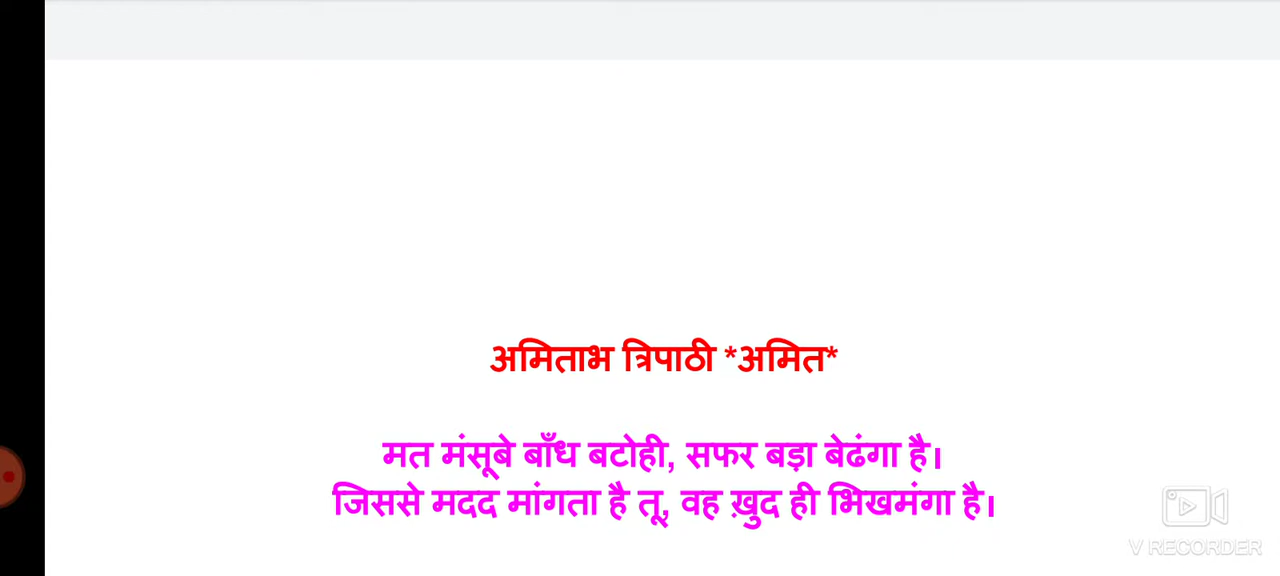 अमिताभ त्रिपाठी *अमित*
मत मंसूबे बाँध बटोही, सफर बड़ा बेढंगा है।
जिससे मदद मांगता है तू, वह ख़ुद ही भिखमंगा है।
V RECORDER